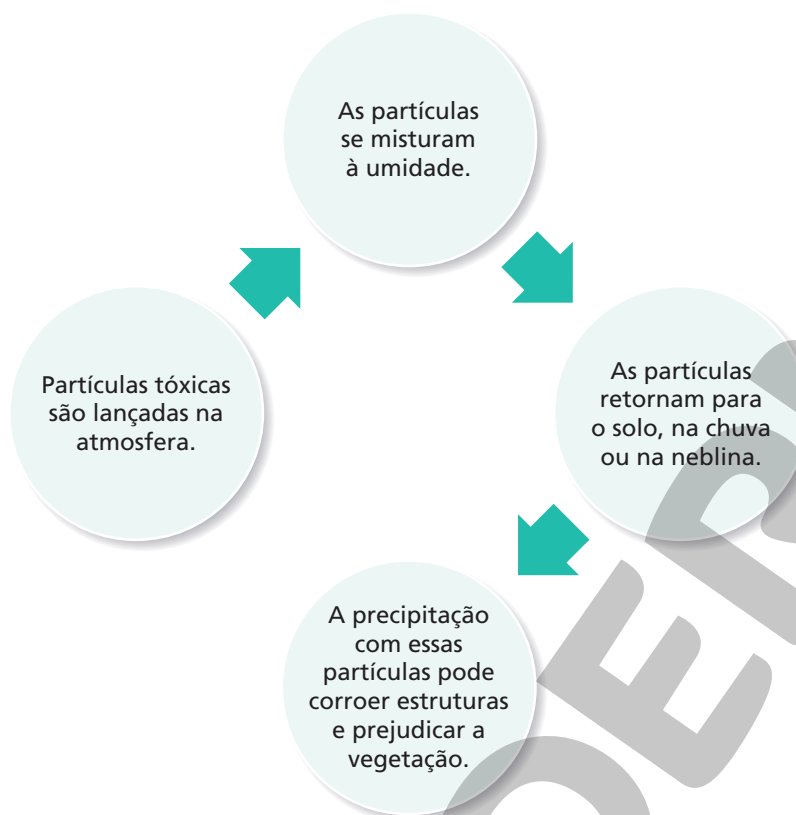 As partículas
se misturam
à umidade.
Partículas tóxicas
são lançadas na
atmosfera.
As partículas
retornam para
o solo, na chuva
ou na neblina.
A precipitação
com essas
partículas pode
corroer estruturas
e prejudicar a
vegetação.